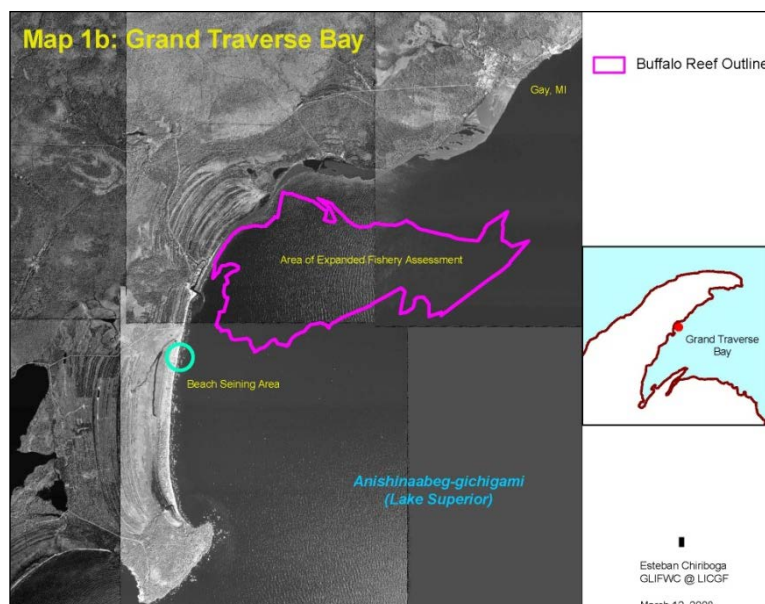 Map 1b: Grand Traverse Bay
Buffalo Reef Outline
Gay, MI
Area of Expanded Fishery Assessment
Grand Traverse
Bay
Beach Seining Area
Anishinaabeg-gichigami
(Lake Superior)
Esteban Chiriboga
GLIFWC @ LICGF